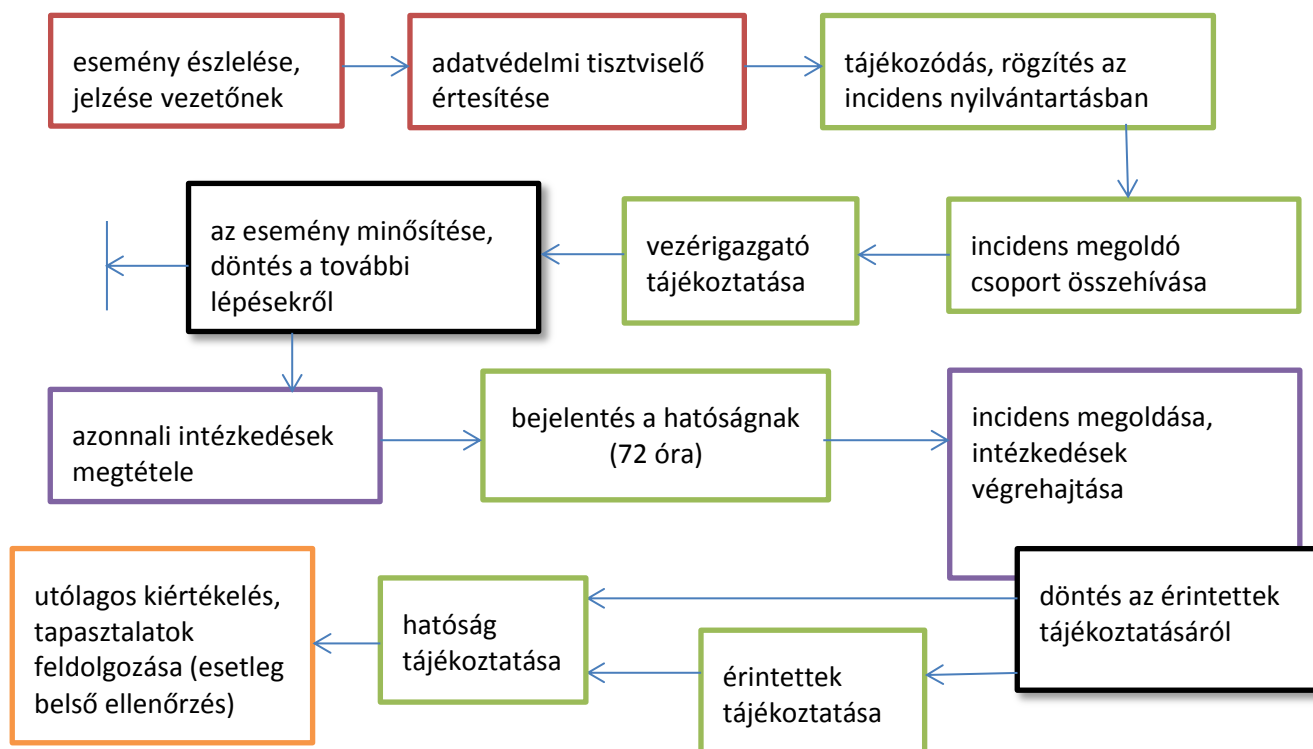 esemény észlelése,
jelzése vezetőnek
adatvédelmi tisztviselő
értesítése
tájékozódás, rögzítés az
incidens nyilvántartásban
incidens megoldó
csoport összehívása
vezérigazgató
tájékoztatása
az esemény minősítése,
döntés a további
lépésekről
azonnali intézkedések
megtétele
bejelentés a hatóságnak
(72 óra)
incidens megoldása,
intézkedések
végrehajtása
döntés az érintettek
tájékoztatásáról
érintettek
tájékoztatása
hatóság
tájékoztatása
utólagos kiértékelés,
tapasztalatok
feldolgozása (esetleg
belső ellenőrzés)